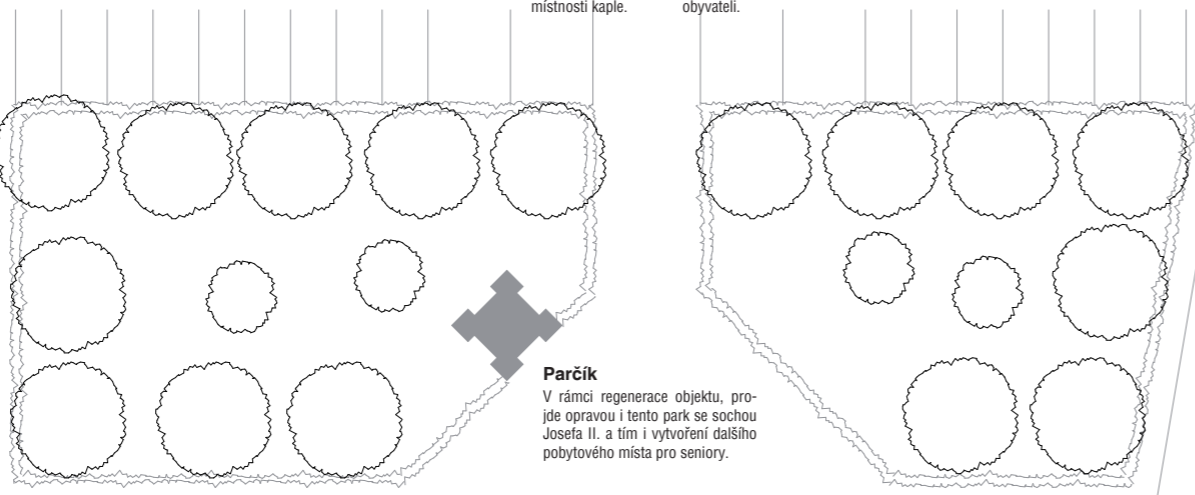 místnosti kaple.
obyvateli.
Parčík
V rámci regenerace objektu, pro-
jde opravou i tento park se sochou
Josefa II. a tím i vytvoření dalšího
pobytového místa pro seniory.